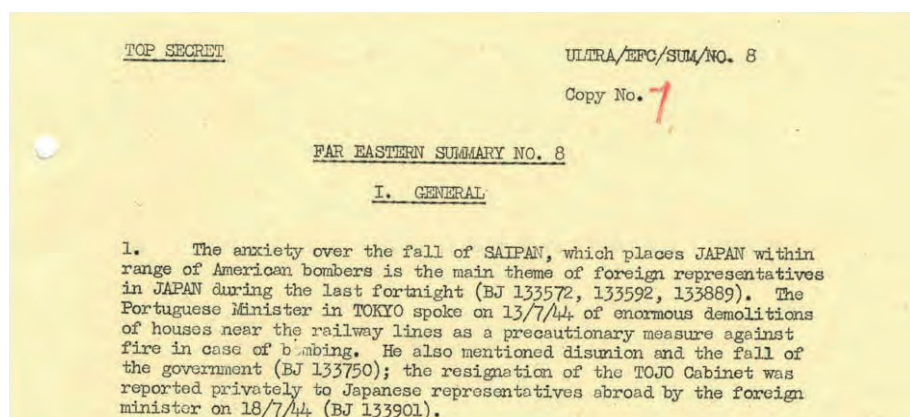 TOP SECRET
ULTRA/EFC/SUM/NO. 8
Copy No. 7
FAR EASTERN SUMMARY NO. 8
I. GENERAL
1. The anxiety over the fall of SAIPAN, which places JAPAN within
range of American bombers is the main theme of foreign representatives
in JAPAN during the last fortnight (BJ 133572, 133592, 133889). The
Portuguese Minister in TOKYO spoke on 13/7/44 of enormous demolitions
of houses near the railway lines as a precautionary measure against
fire in case of bombing. He also mentioned disunion and the fall of
the government (BJ 133750); the resignation of the TOJO Cabinet was
reported privately to Japanese representatives abroad by the foreign
minister on 18/7/44 (BJ 133901).